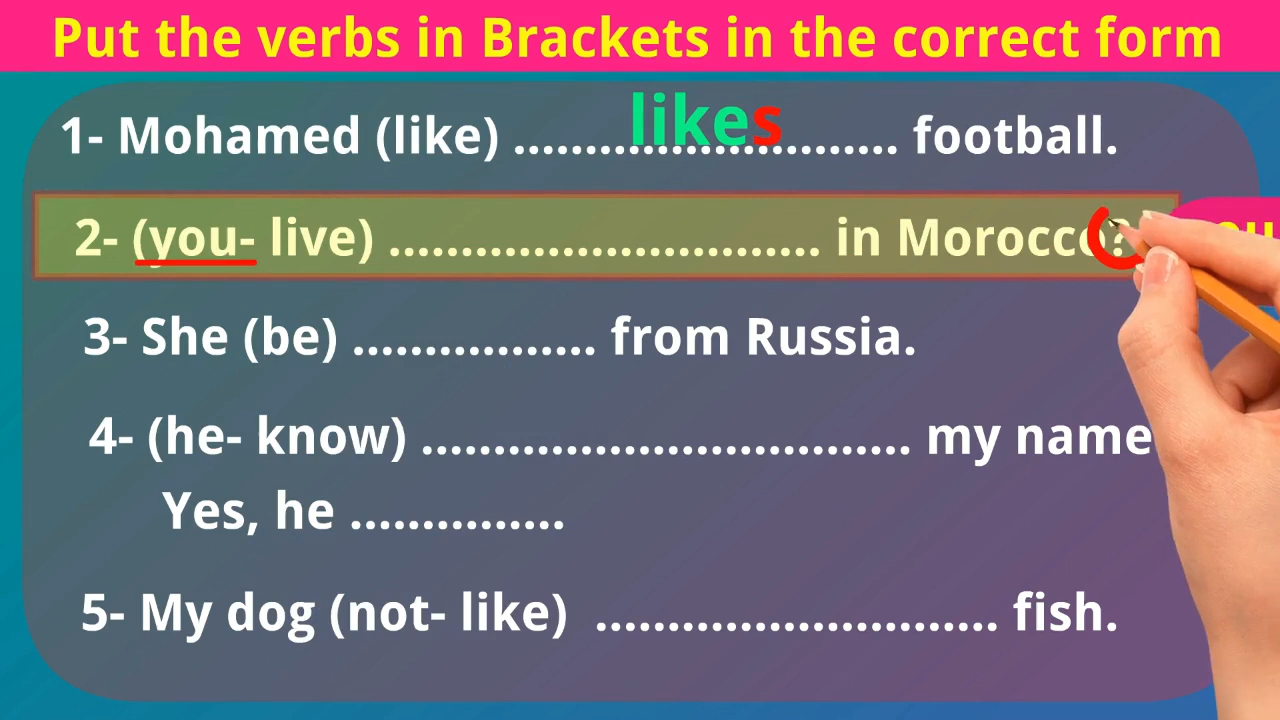 Put the verbs in Brackets in the correct form
likes
1- Mohamed (like) ........................... football.
2- (you- live) .............................. in Morocco?
3- She (be) ................. from Russia.
4- (he- know) .................................. my name
Yes, he ...............
5- My dog (not- like) ............................ fish.